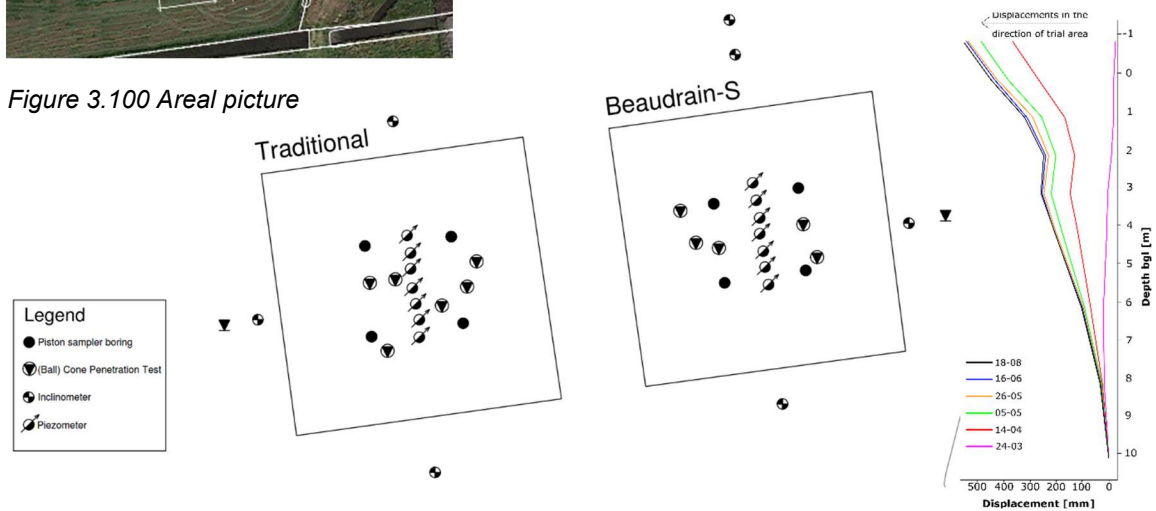 Figure 3.100 Areal picture
Traditional
Beaudrain-S
Legend
Piston sampler boring
(Ball) Cone Penetration Test
Inclinometer
Piezometer
Displacements in the
direction of trial area
-1
0
1
2
3
4
5
6
7
8
9
10
Depth bgl [m]
18-08
16-06
26-05
05-05
14-04
24-03
500 400 300 200 100 0
Displacement [mm]